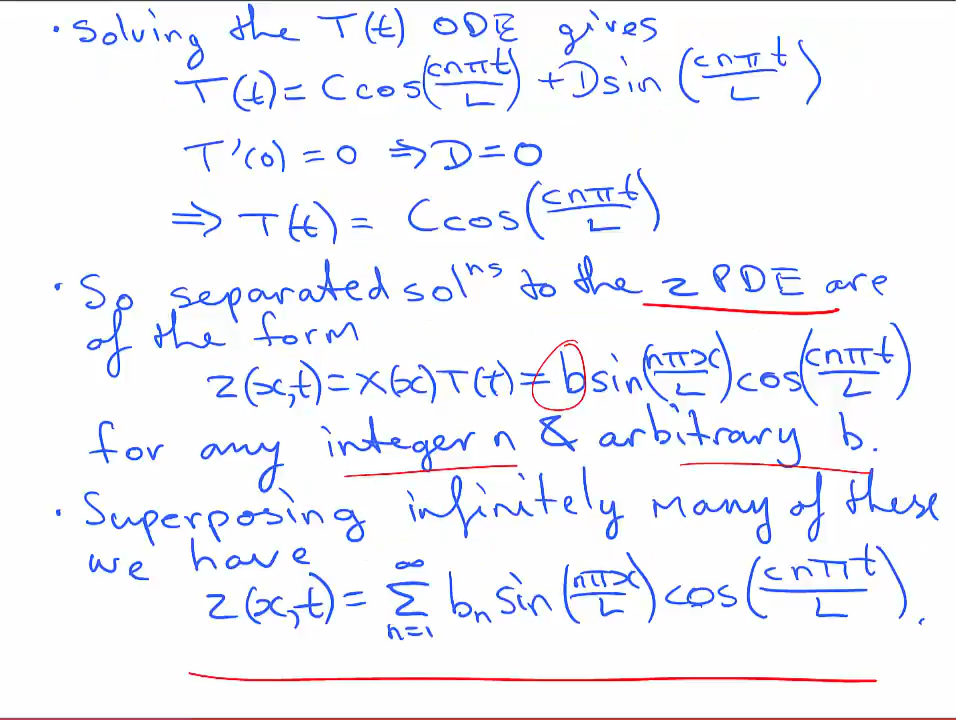 · Solving the T(t) ODE gives
T(t) = C cos(cnπt/L) + D sin(cnπt/L)
T'(0) = 0 ⇒ D = 0
⇒ T(t) = C cos(cnπt/L)
· So separated solⁿˢ to the z PDE are
of the form
z(x,t) = X(x)T(t) = b sin(nπx/L) cos(cnπt/L)
for any integer n & arbitrary b.
· Superposing infinitely many of these
we have
z(x,t) = ∑_{n=1}^{∞} bₙ sin(nπx/L) cos(cnπt/L).